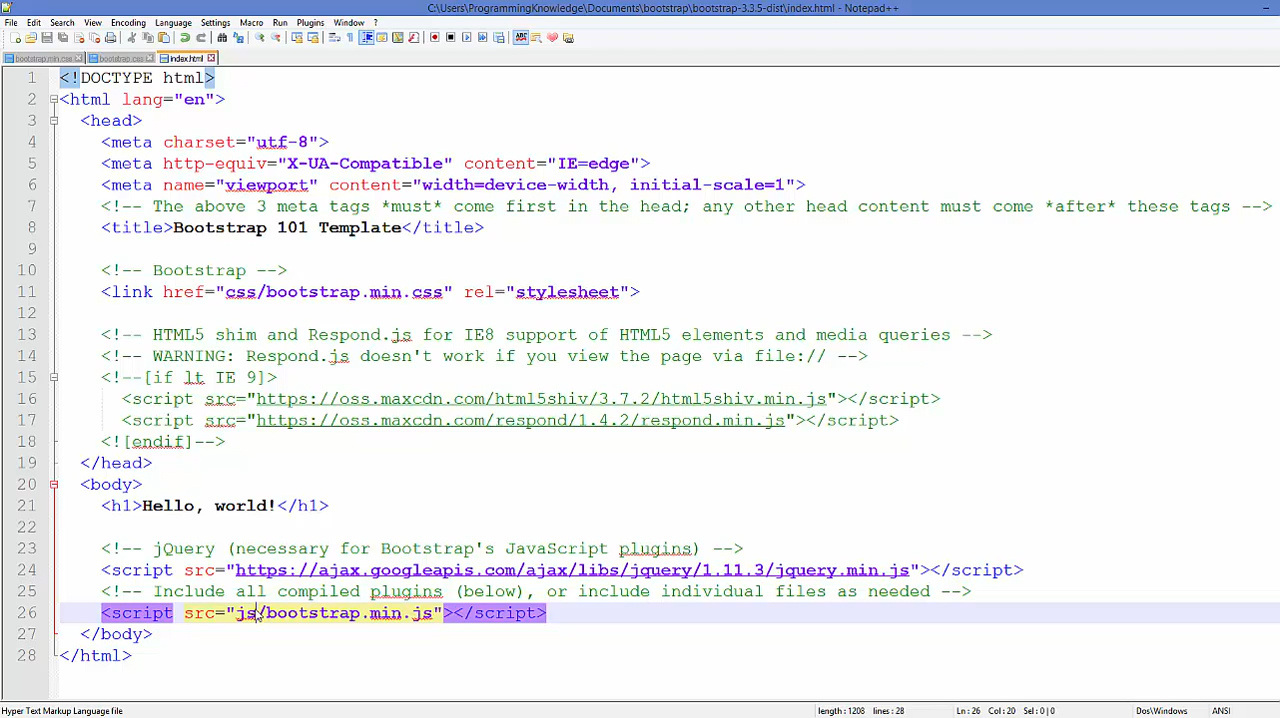 C:\Users\ProgrammingKnowledge\Documents\bootstrap\bootstrap-3.3.5-dist\index.html - Notepad++
File Edit Search View Encoding Language Settings Macro Run Plugins Window ?
bootstrap.min.css bootstrap.css index.html
1 <!DOCTYPE html>
2 <html lang="en">
3 <head>
4 <meta charset="utf-8">
5 <meta http-equiv="X-UA-Compatible" content="IE=edge">
6 <meta name="viewport" content="width=device-width, initial-scale=1">
7 <!-- The above 3 meta tags *must* come first in the head; any other head content must come *after* these tags -->
8 <title>Bootstrap 101 Template</title>
9
10 <!-- Bootstrap -->
11 <link href="css/bootstrap.min.css" rel="stylesheet">
12
13 <!-- HTML5 shim and Respond.js for IE8 support of HTML5 elements and media queries -->
14 <!-- WARNING: Respond.js doesn't work if you view the page via file:// -->
15 <!--[if lt IE 9]>
16 <script src="https://oss.maxcdn.com/html5shiv/3.7.2/html5shiv.min.js"></script>
17 <script src="https://oss.maxcdn.com/respond/1.4.2/respond.min.js"></script>
18 <![endif]-->
19 </head>
20 <body>
21 <h1>Hello, world!</h1>
22
23 <!-- jQuery (necessary for Bootstrap's JavaScript plugins) -->
24 <script src="https://ajax.googleapis.com/ajax/libs/jquery/1.11.3/jquery.min.js"></script>
25 <!-- Include all compiled plugins (below), or include individual files as needed -->
26 <script src="js/bootstrap.min.js"></script>
27 </body>
28 </html>
Hyper Text Markup Language file length : 1208 lines : 28 Ln : 26 Col : 20 Sel : 0 | 0 Dos\Windows ANSI